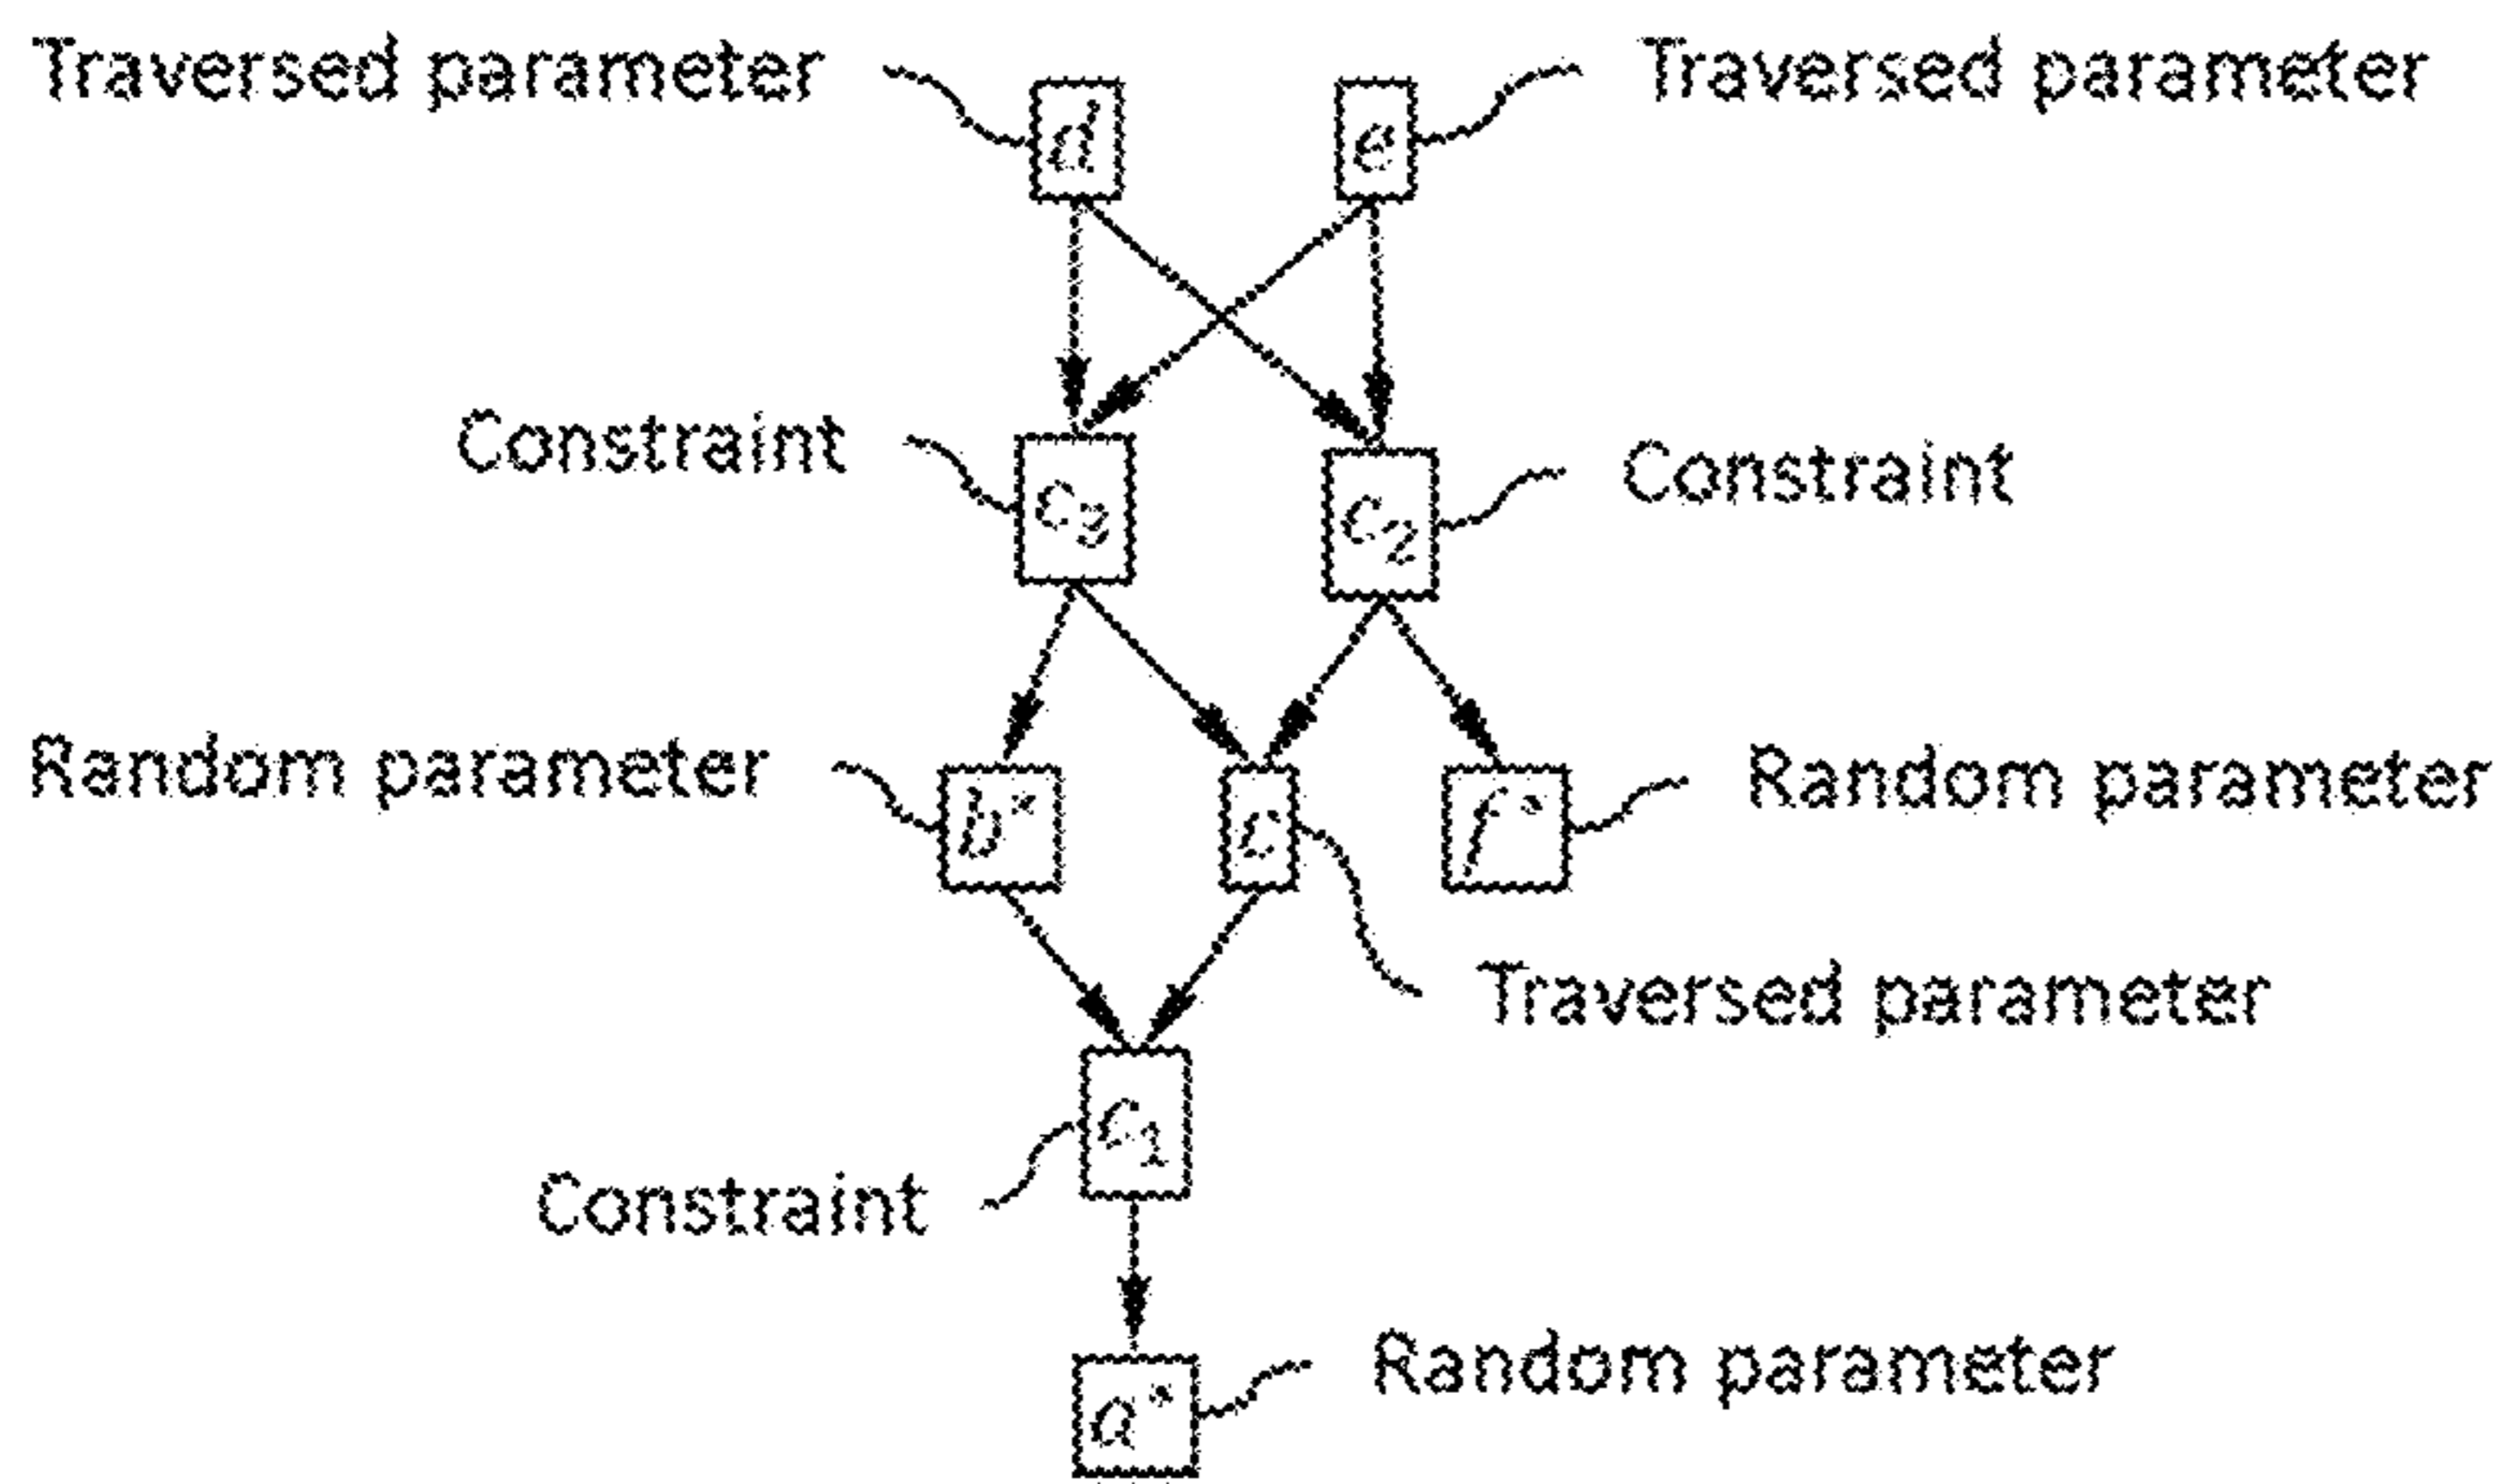 Traversed parameter
d
e
Traversed parameter
Constraint
c₃
c₂
Constraint
Random parameter
b*
c
f*
Random parameter
Traversed parameter
c₁
Constraint
a*
Random parameter